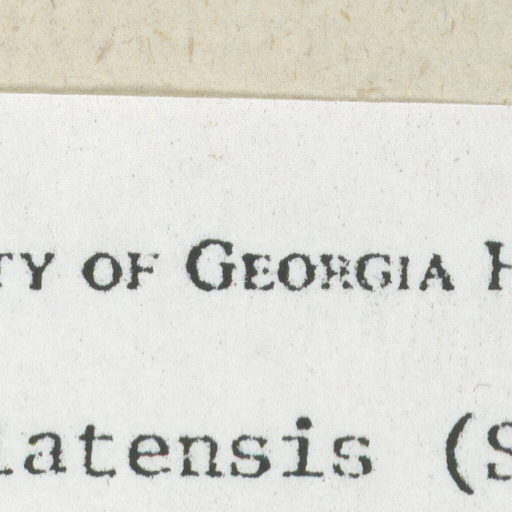 TY OF GEORGIA H
latensis (S